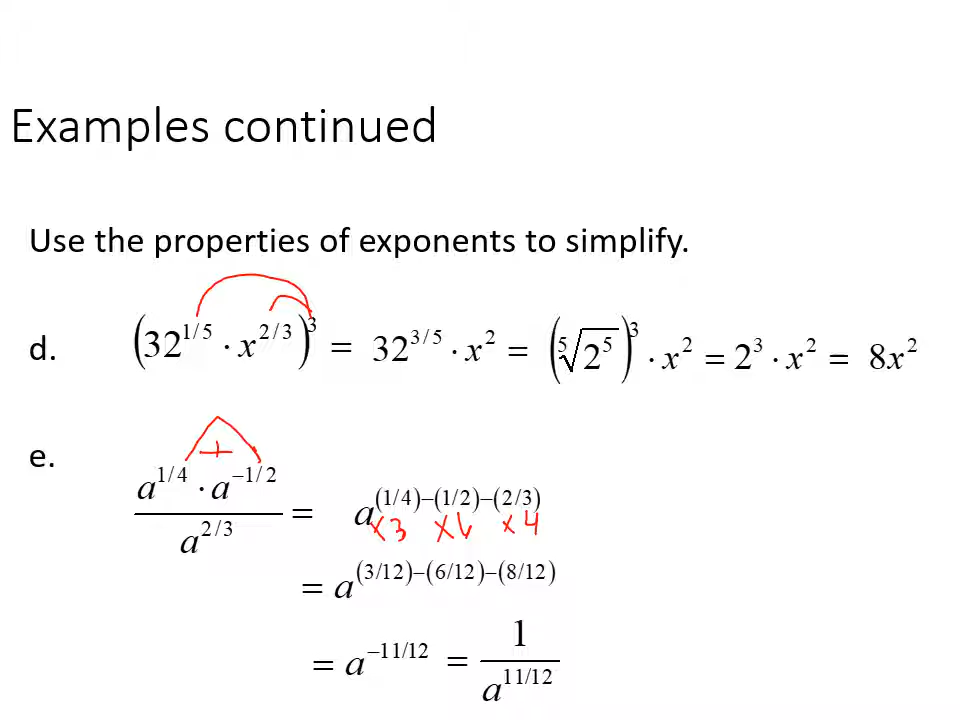 Examples continued
Use the properties of exponents to simplify.
d. (32^{1/5} · x^{2/3})^3 = 32^{3/5} · x^2 = (⁵√2^5)^3 · x^2 = 2^3 · x^2 = 8x^2
e.
+
a^{1/4} · a^{−1/2} / a^{2/3} = a^{(1/4)−(1/2)−(2/3)}
×3 ×6 ×4
= a^{(3/12)−(6/12)−(8/12)}
= a^{−11/12} = 1 / a^{11/12}